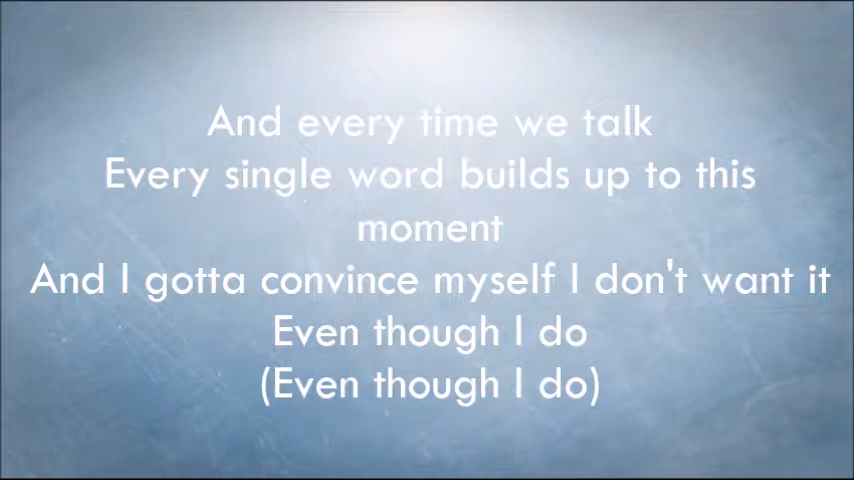 And every time we talk
Every single word builds up to this
moment
And I gotta convince myself I don't want it
Even though I do
(Even though I do)